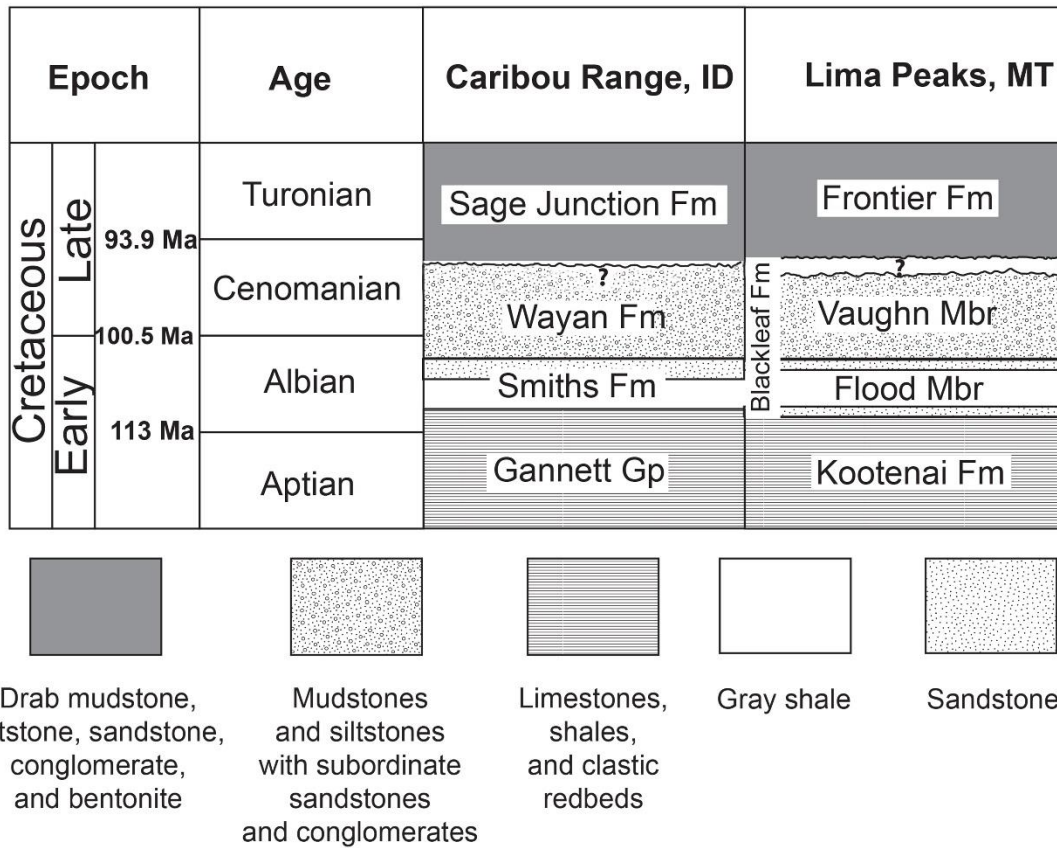 Epoch
Age
Caribou Range, ID
Lima Peaks, MT
Cretaceous
Late
Early
93.9 Ma
100.5 Ma
113 Ma
Turonian
Cenomanian
Albian
Aptian
Sage Junction Fm
?
Wayan Fm
Smiths Fm
Gannett Gp
Blackleaf Fm
Frontier Fm
?
Vaughn Mbr
Flood Mbr
Kootenai Fm
Drab mudstone,
tstone, sandstone,
conglomerate,
and bentonite
Mudstones
and siltstones
with subordinate
sandstones
and conglomerates
Limestones,
shales,
and clastic
redbeds
Gray shale
Sandstone